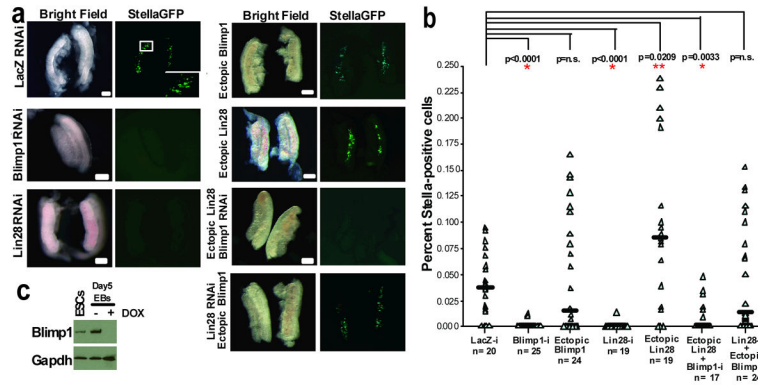 a
Bright Field StellaGFP
LacZ RNAi
Blimp1 RNAi
Lin28 RNAi
Bright Field StellaGFP
Ectopic Blimp1
Ectopic Lin28
Ectopic Lin28
Blimp1 RNAi
Lin28 RNAi
Ectopic Blimp1
b
p<0.0001 p=n.s. p<0.0001 p=0.0209 p=0.0033 p=n.s.
* * ** *
Percent Stella-positive cells
0.250
0.225
0.200
0.175
0.150
0.125
0.100
0.075
0.050
0.025
0.000
LacZ-i
n= 20
Blimp1-i
n= 25
Ectopic
Blimp1
n= 24
Lin28-i
n= 19
Ectopic
Lin28
n= 19
Ectopic
Lin28
+
Blimp1-i
n= 17
+
n= 24
c
ESCs
Day5
EBs
- + DOX
Blimp1
Gapdh